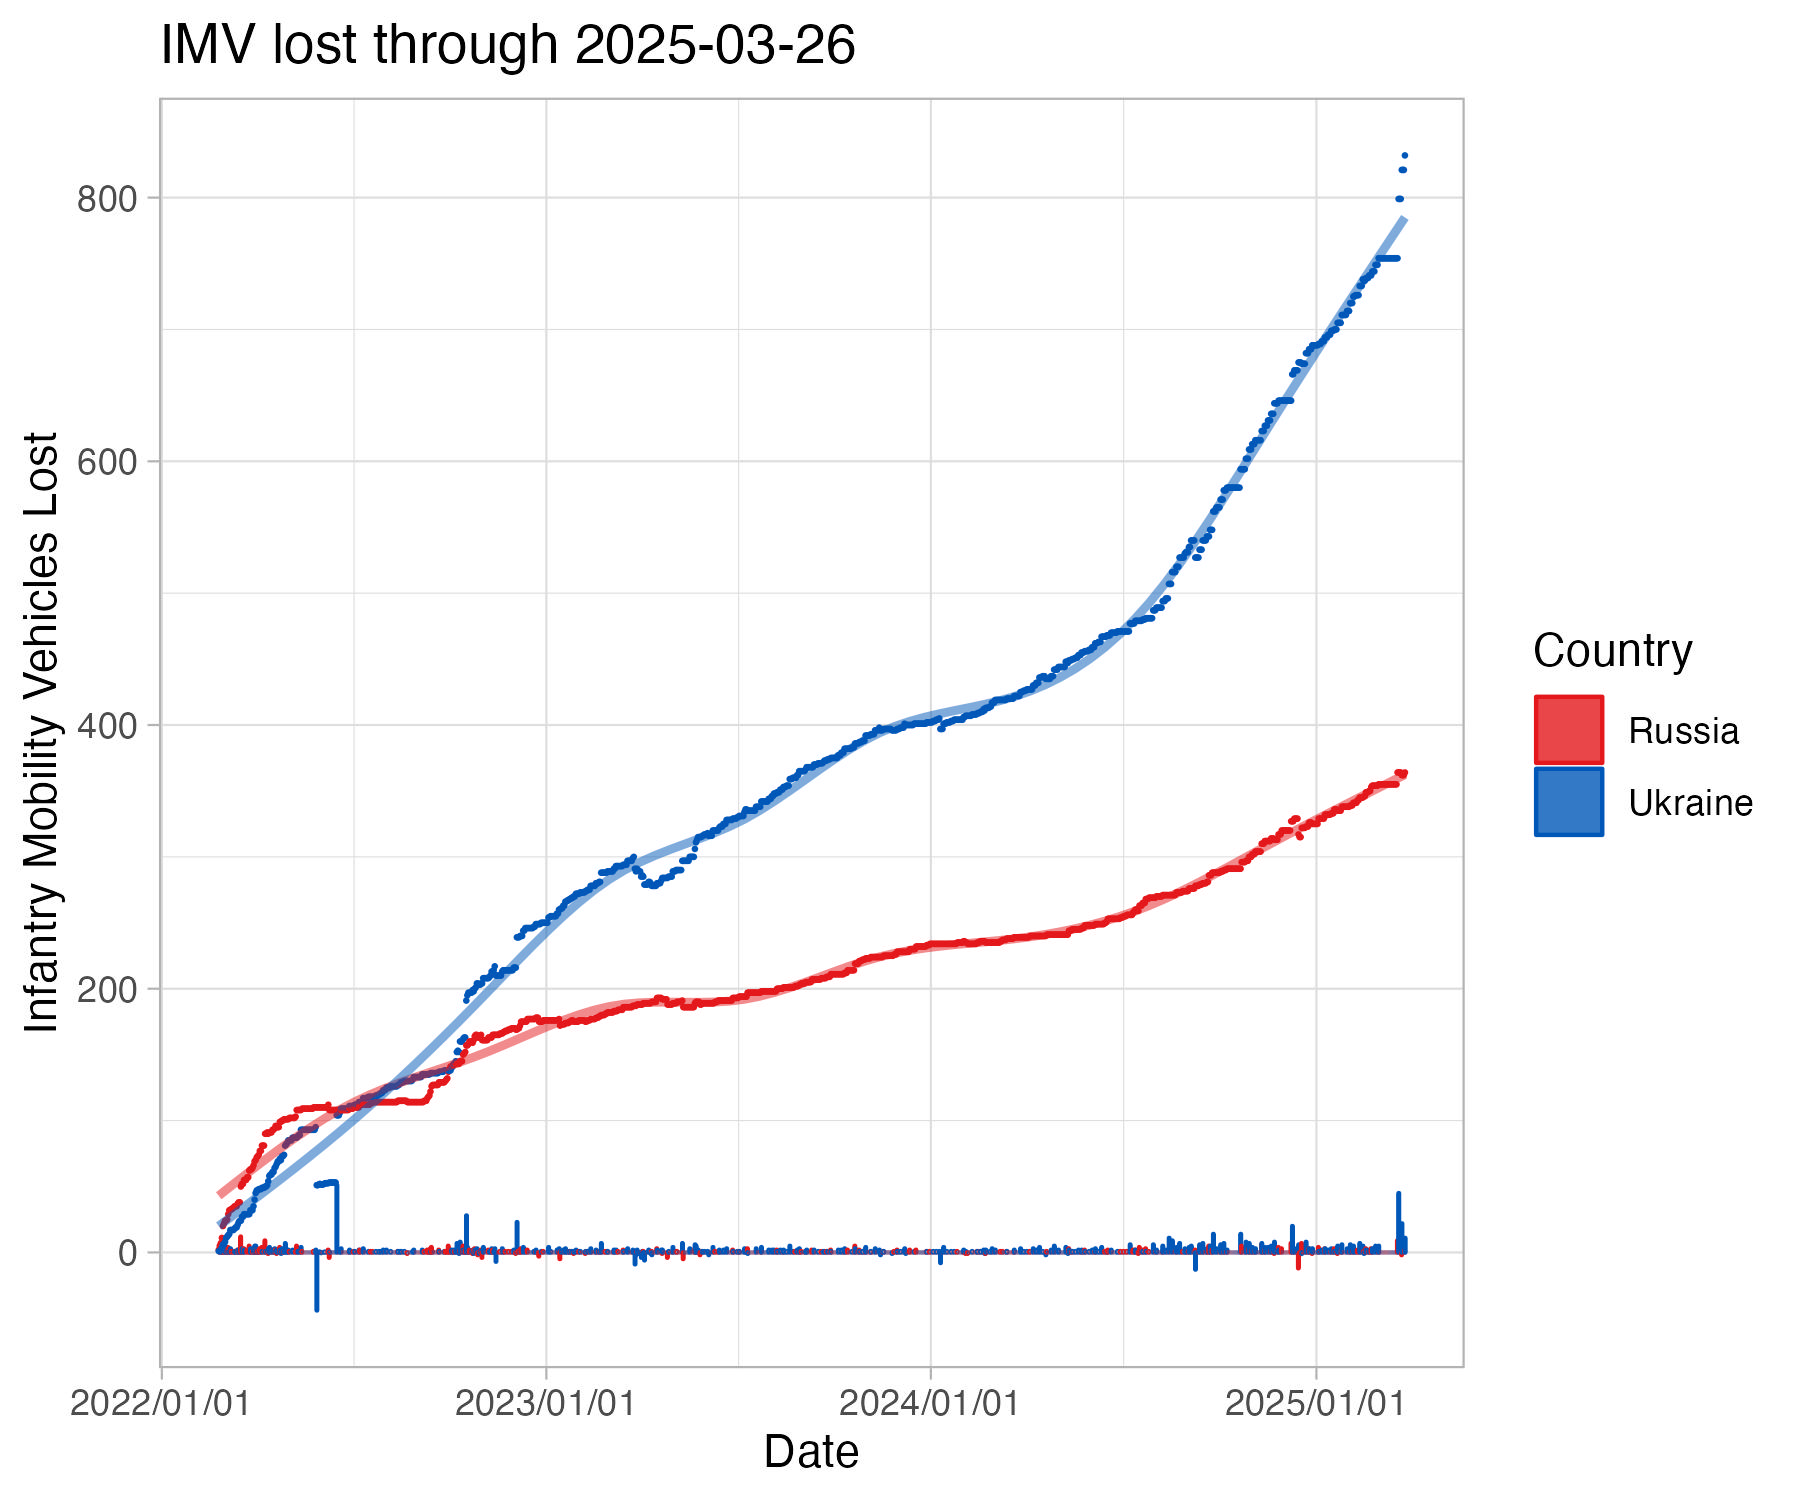 IMV lost through 2025-03-26
Infantry Mobility Vehicles Lost
800
600
400
200
0
2022/01/01
2023/01/01
2024/01/01
2025/01/01
Date
Country
Russia
Ukraine